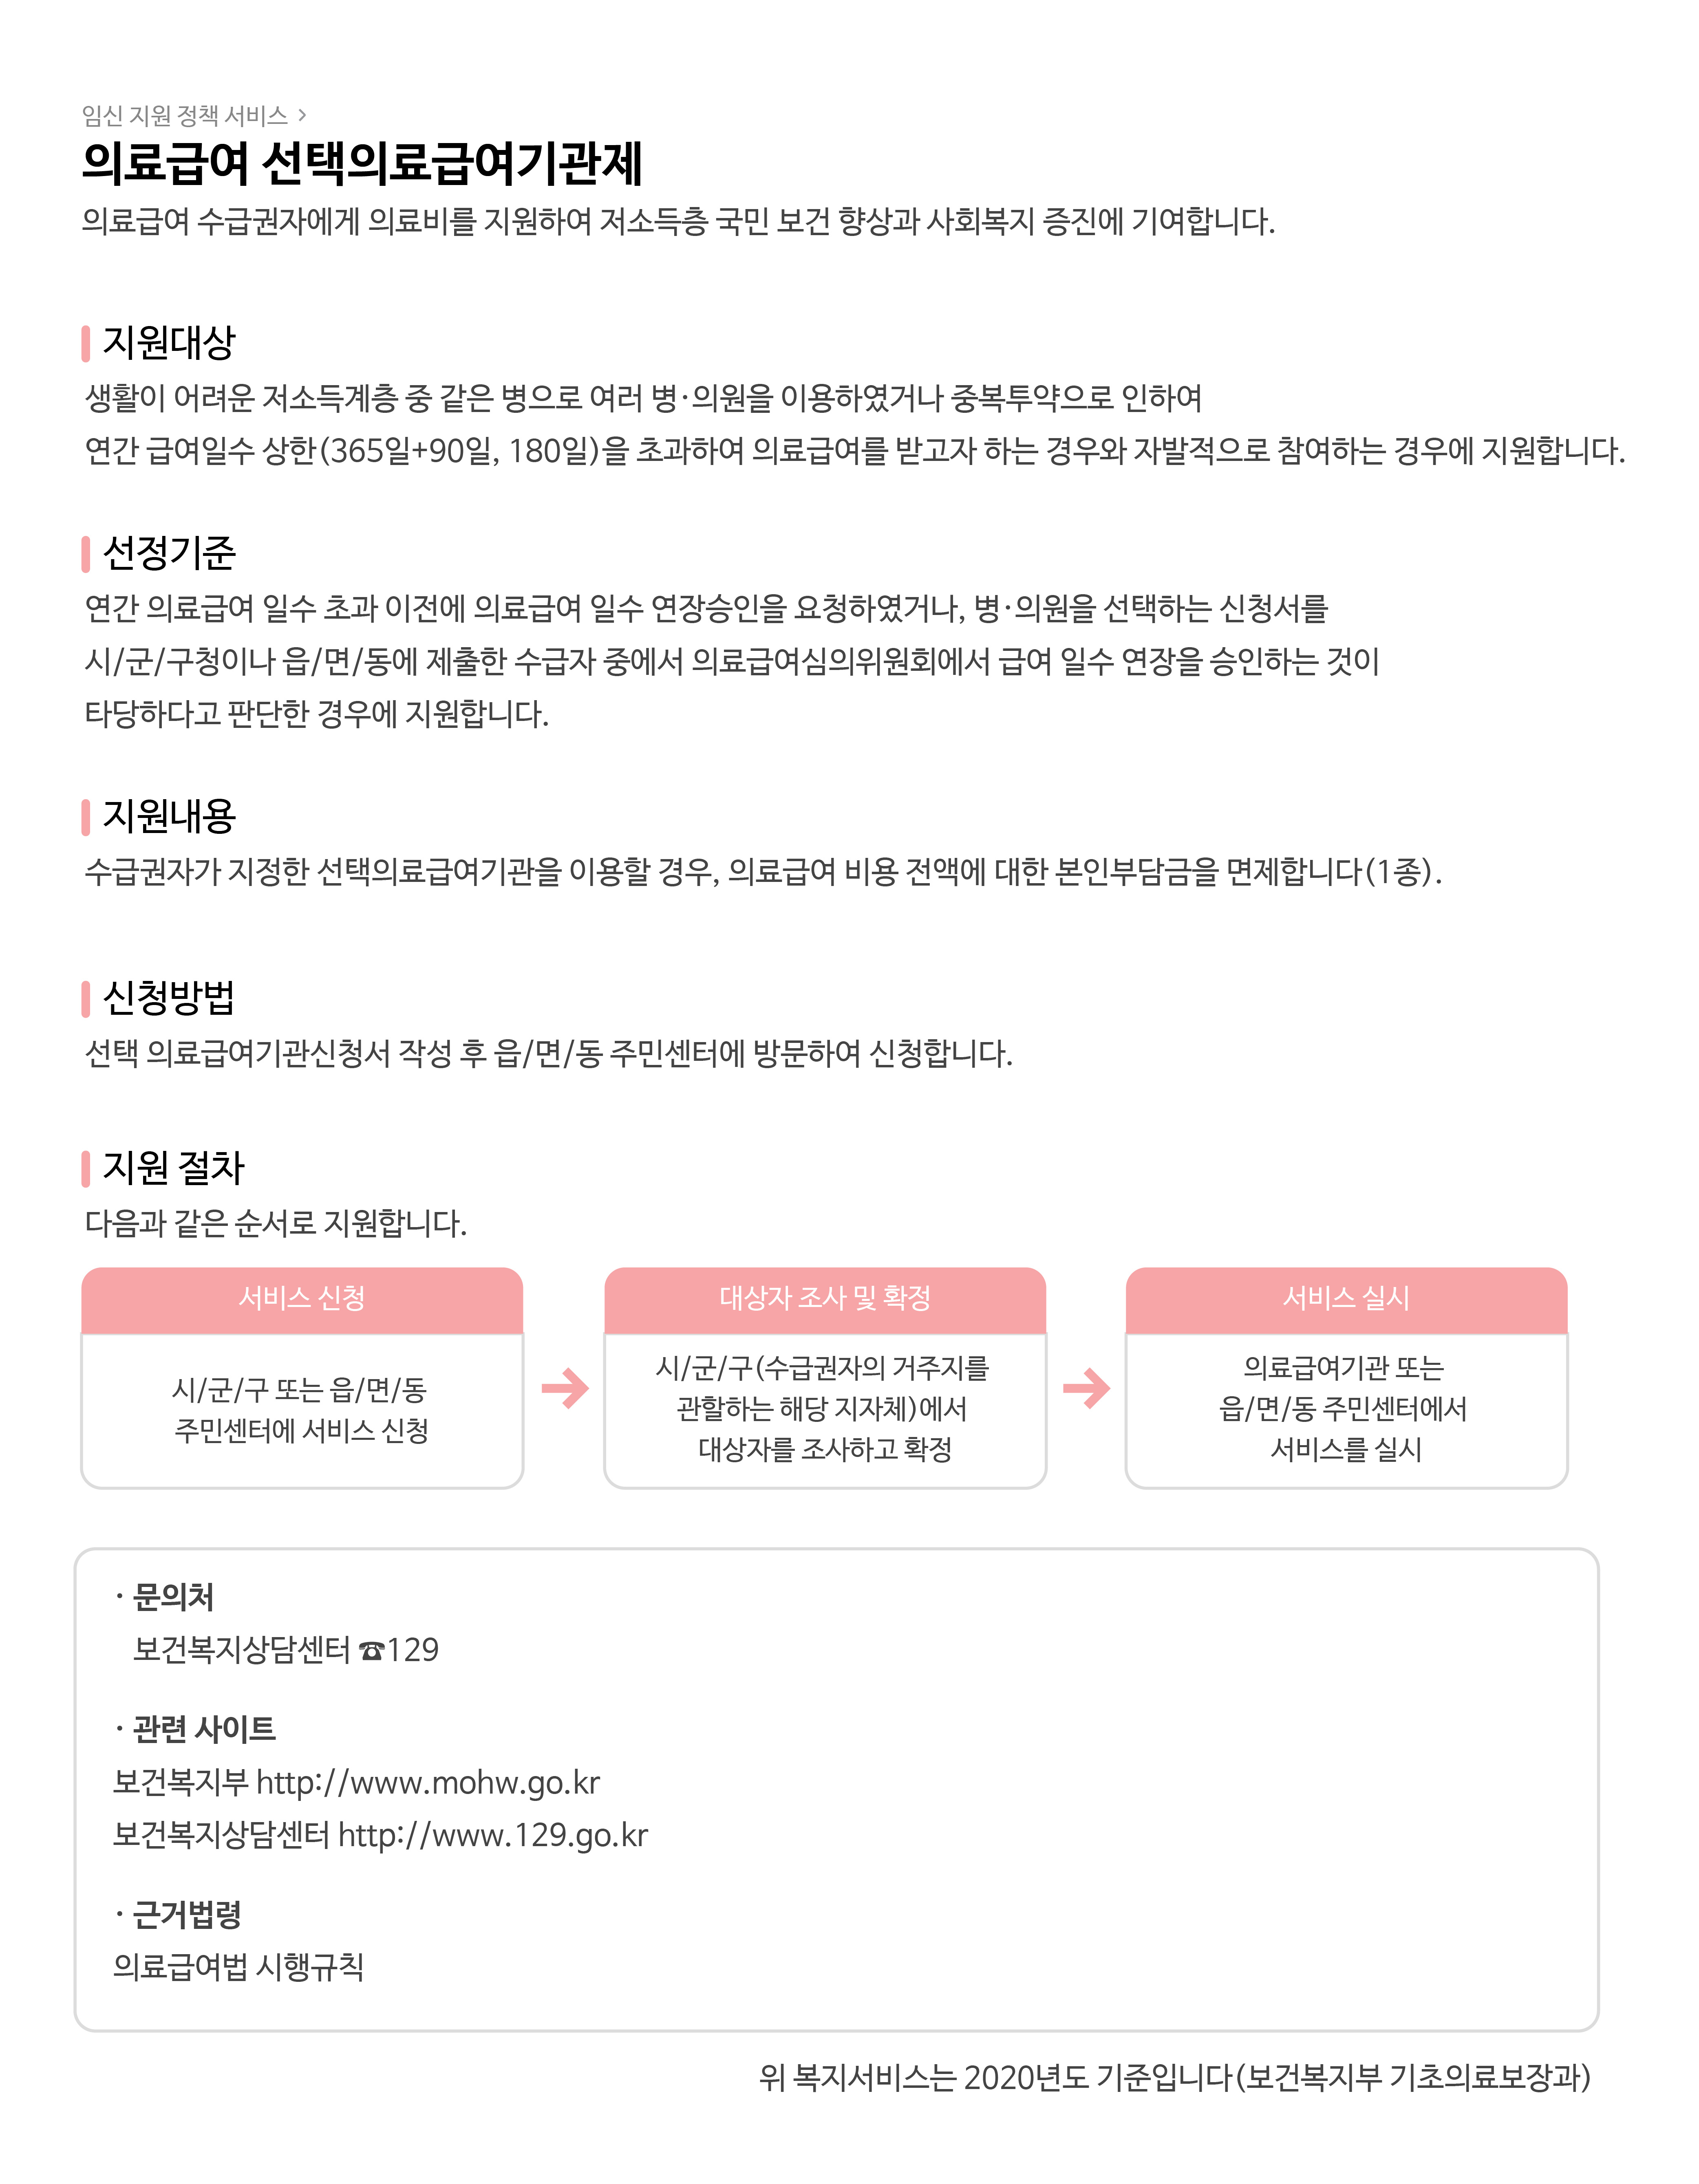 임신 지원 정책 서비스 >
의료급여 선택의료급여기관제
의료급여 수급권자에게 의료비를 지원하여 저소득층 국민 보건 향상과 사회복지 증진에 기여합니다.
지원대상
생활이 어려운 저소득계층 중 같은 병으로 여러 병·의원을 이용하였거나 중복투약으로 인하여
연간 급여일수 상한(365일+90일, 180일)을 초과하여 의료급여를 받고자 하는 경우와 자발적으로 참여하는 경우에 지원합니다.
선정기준
연간 의료급여 일수 초과 이전에 의료급여 일수 연장승인을 요청하였거나, 병·의원을 선택하는 신청서를
시/군/구청이나 읍/면/동에 제출한 수급자 중에서 의료급여심의위원회에서 급여 일수 연장을 승인하는 것이
타당하다고 판단한 경우에 지원합니다.
지원내용
수급권자가 지정한 선택의료급여기관을 이용할 경우, 의료급여 비용 전액에 대한 본인부담금을 면제합니다(1종).
신청방법
선택 의료급여기관신청서 작성 후 읍/면/동 주민센터에 방문하여 신청합니다.
지원 절차
다음과 같은 순서로 지원합니다.
서비스 신청
시/군/구 또는 읍/면/동
주민센터에 서비스 신청
대상자 조사 및 확정
시/군/구(수급권자의 거주지를
관할하는 해당 지자체)에서
대상자를 조사하고 확정
서비스 실시
의료급여기관 또는
읍/면/동 주민센터에서
서비스를 실시
· 문의처
보건복지상담센터 ☎129
· 관련 사이트
보건복지부 http://www.mohw.go.kr
보건복지상담센터 http://www.129.go.kr
· 근거법령
의료급여법 시행규칙
위 복지서비스는 2020년도 기준입니다(보건복지부 기초의료보장과)